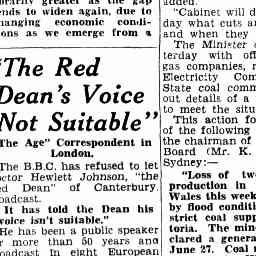 greater as the gap
ends to widen again, due to
hanging economic condi-
ons as we emerge from a
"The Red
Dean's Voice
Not Suitable"
"The Age" Correspondent in
London.
The B.B.C. has refused to let
octor Hewlett Johnson, "the
ed Dean" of Canterbury,
oadcast.
It has told the Dean his
voice isn't suitable."
He has been a public speaker
r more than 50 years and
oadcast in eight European
added.
"Cabinet will d
day what cuts a
and when they
The Minister
terday with off
gas companies, r
Electricity Com
State coal comm
out details of a
to meet the situ
This action fo
of the following
the chairman of
Board (Mr. K.
Sydney:—
"Loss of tw
production in
Wales this week
by flood conditi
strict coal supp
toria. The min
clared a genera
June 27. Coal